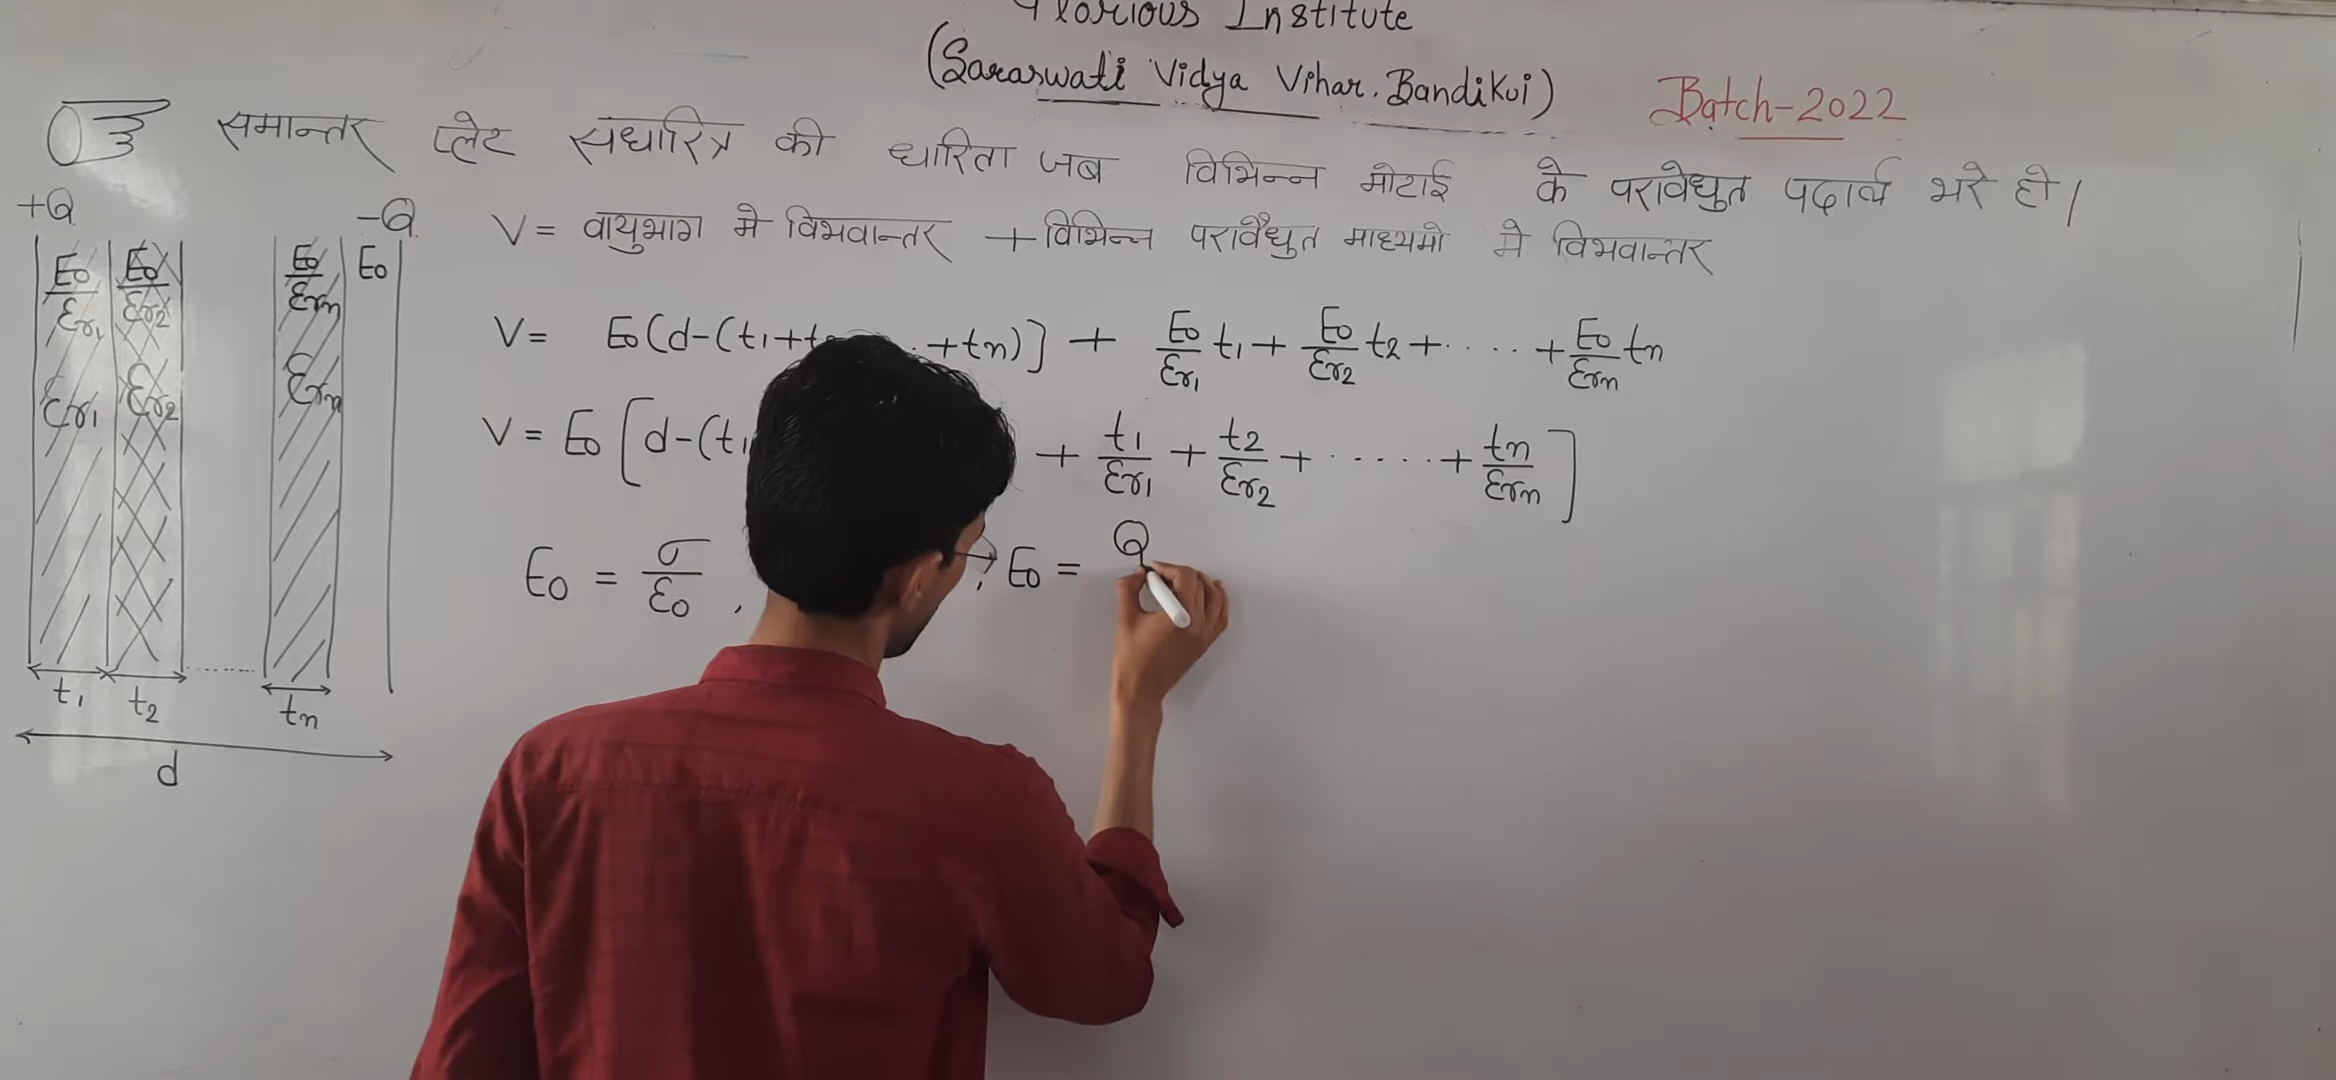 Glorious Institute
(Saraswati Vidya Vihar. Bandikui)
Batch-2022
समान्तर प्लेट संधारित्र की धारिता जब विभिन्न मोटाई के परावैधुत पदार्थ भरे हो।
+Q -Q
V = वायुभाग मे विभवान्तर + विभिन्न परावैधुत माध्यमो मे विभवान्तर
E0/εr1 E0/εr2 E0/εrn E0
V = E0(d-(t1+t2 .+tn)] + E0/εr1 t1 + E0/εr2 t2 + ..... + E0/εrn tn
εr1 εr2 εrn
V = E0 [d-(t1 + t1/εr1 + t2/εr2 + ..... + tn/εrn]
E0 = σ/ε0 , , E0 = Q
t1 t2 ....... tn
d